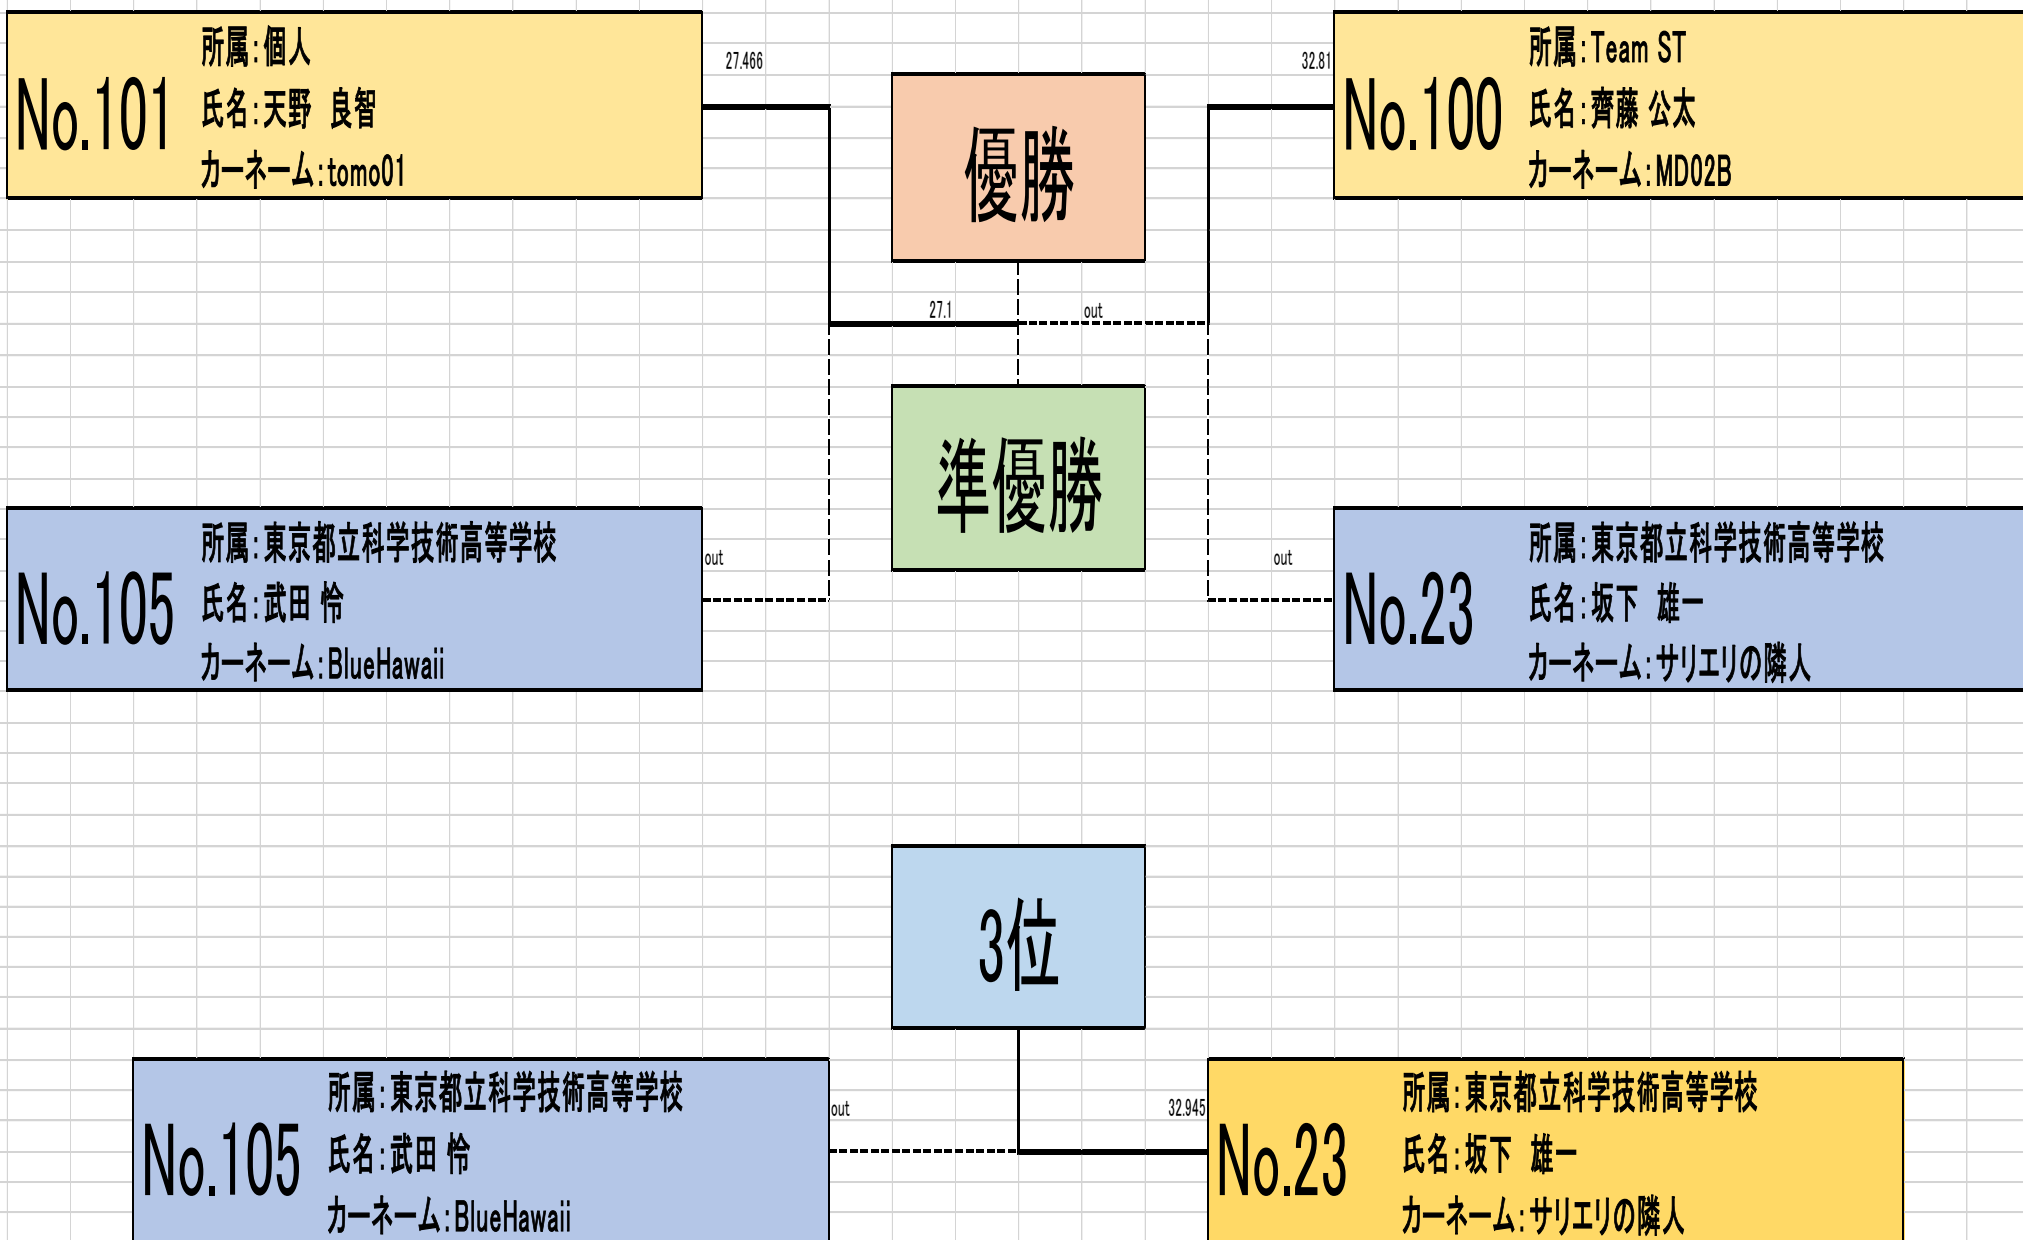 No.101
所属:個人
氏名:天野 良智
カーネーム:tomo01
27.466
優勝
32.81
No.100
所属:Team ST
氏名:齊藤 公太
カーネーム:MD02B
27.1
out
準優勝
No.105
所属:東京都立科学技術高等学校
氏名:武田 怜
カーネーム:BlueHawaii
out
out
No.23
所属:東京都立科学技術高等学校
氏名:坂下 雄一
カーネーム:サリエリの隣人
3位
No.105
所属:東京都立科学技術高等学校
氏名:武田 怜
カーネーム:BlueHawaii
out
32.945
No.23
所属:東京都立科学技術高等学校
氏名:坂下 雄一
カーネーム:サリエリの隣人